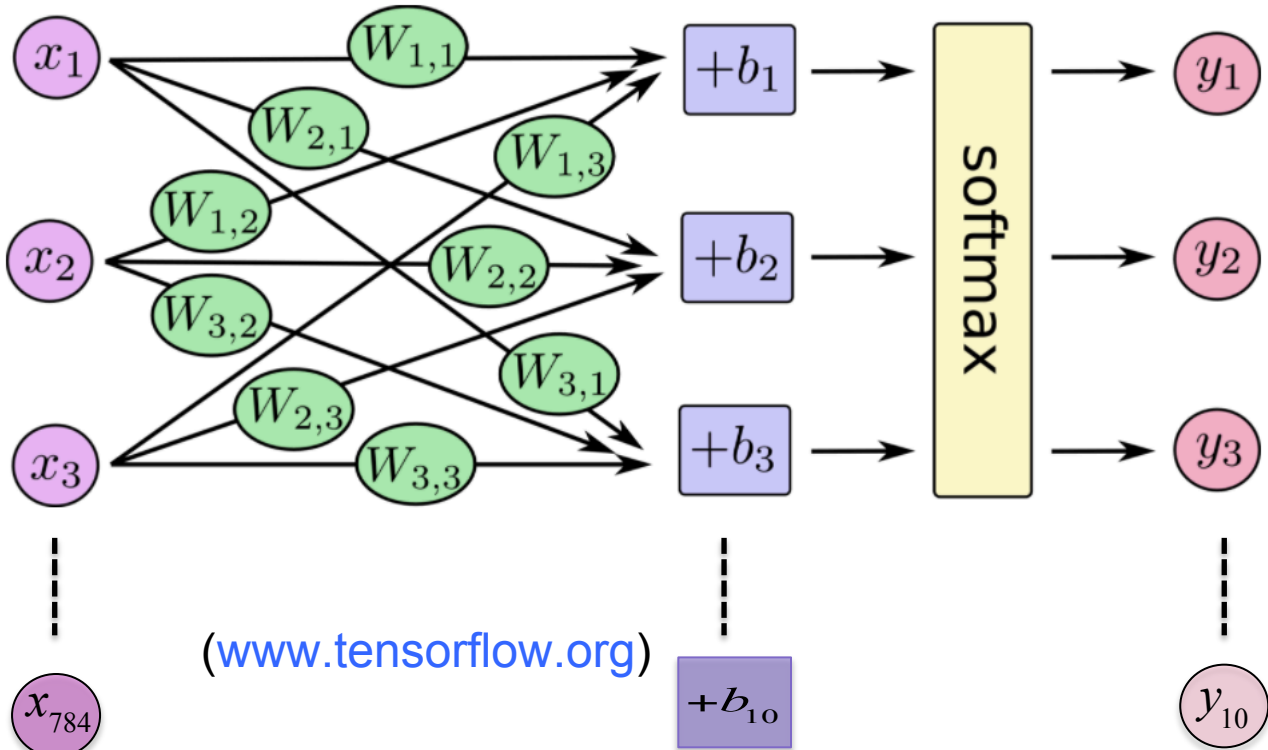 x₁ W₁,₁ +b₁ softmax y₁
W₂,₁
W₁,₃
W₁,₂
x₂ W₂,₂ +b₂ y₂
W₃,₂
W₃,₁
W₂,₃
x₃ W₃,₃ +b₃ y₃
(www.tensorflow.org)
x₇₈₄ +b₁₀ y₁₀